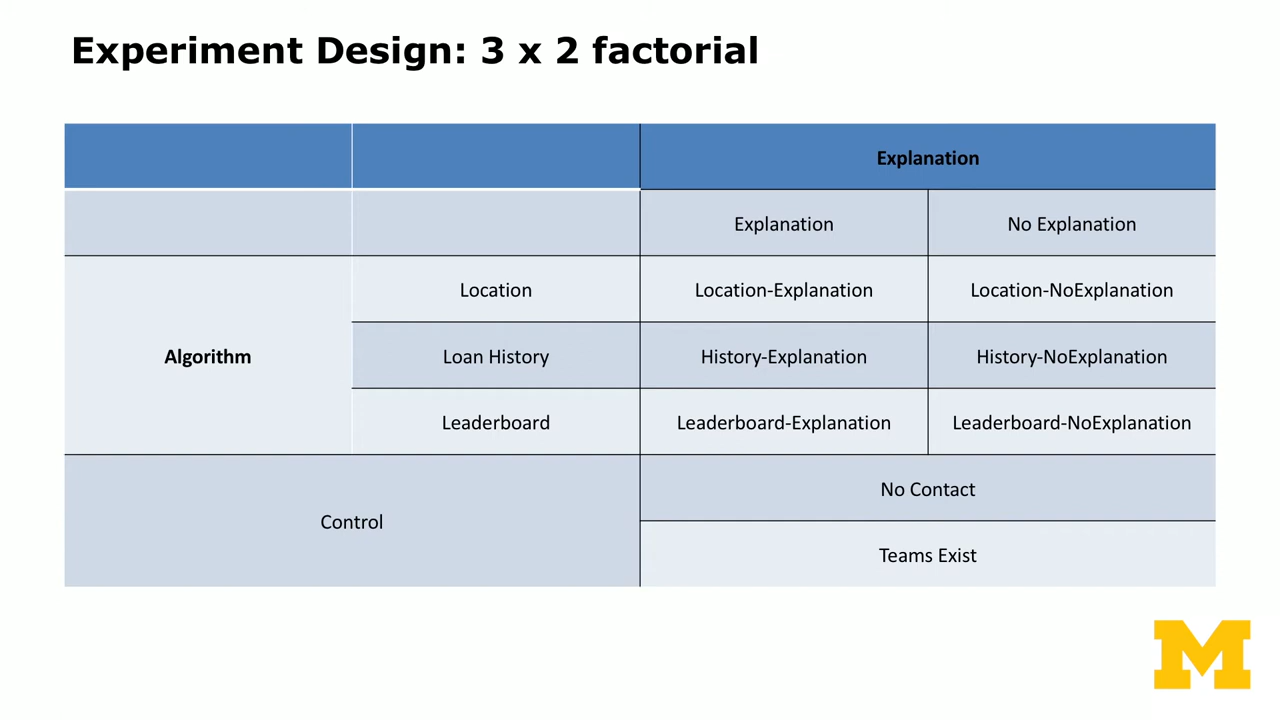 Experiment Design: 3 x 2 factorial
Explanation
Explanation
No Explanation
Algorithm
Location
Location-Explanation
Location-NoExplanation
Loan History
History-Explanation
History-NoExplanation
Leaderboard
Leaderboard-Explanation
Leaderboard-NoExplanation
Control
No Contact
Teams Exist
M